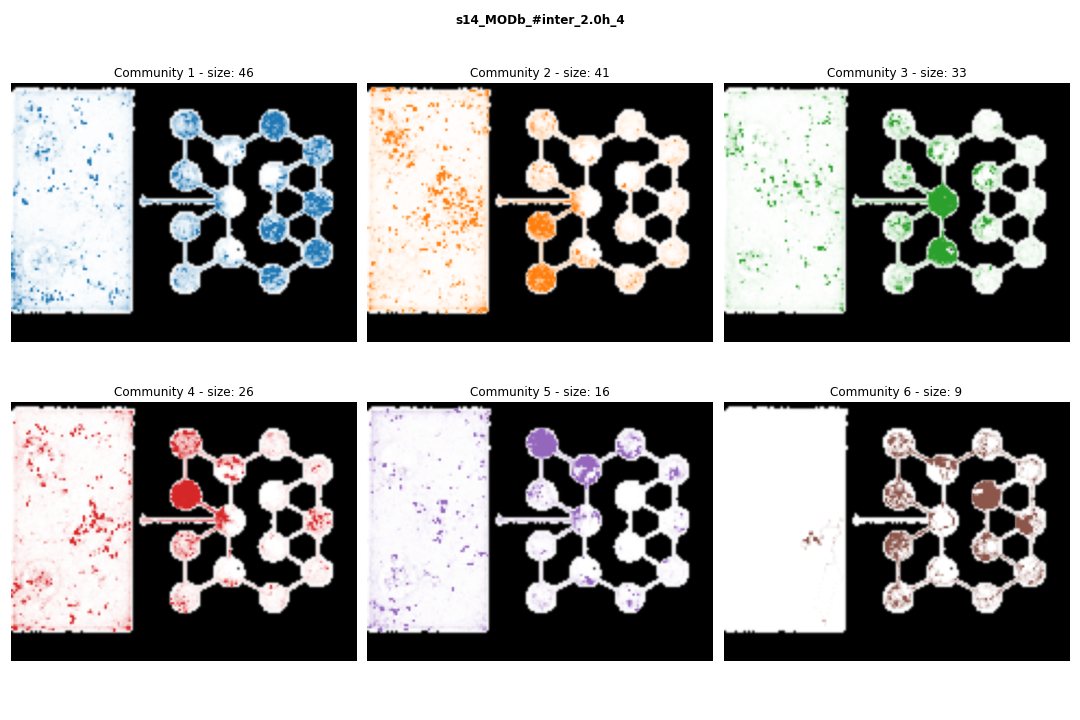 s14_MODb_#inter_2.0h_4
Community 1 - size: 46
Community 2 - size: 41
Community 3 - size: 33
Community 4 - size: 26
Community 5 - size: 16
Community 6 - size: 9